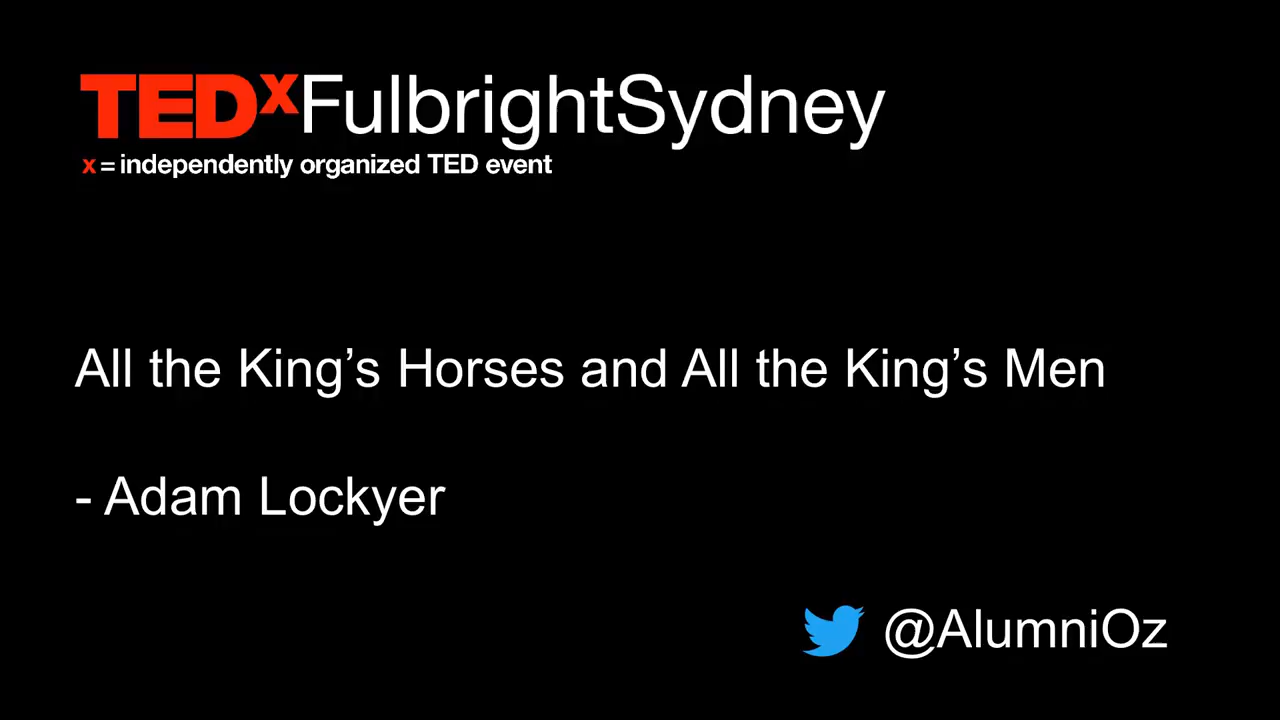 TEDxFulbrightSydney
x = independently organized TED event
All the King’s Horses and All the King’s Men
- Adam Lockyer
@AlumniOz